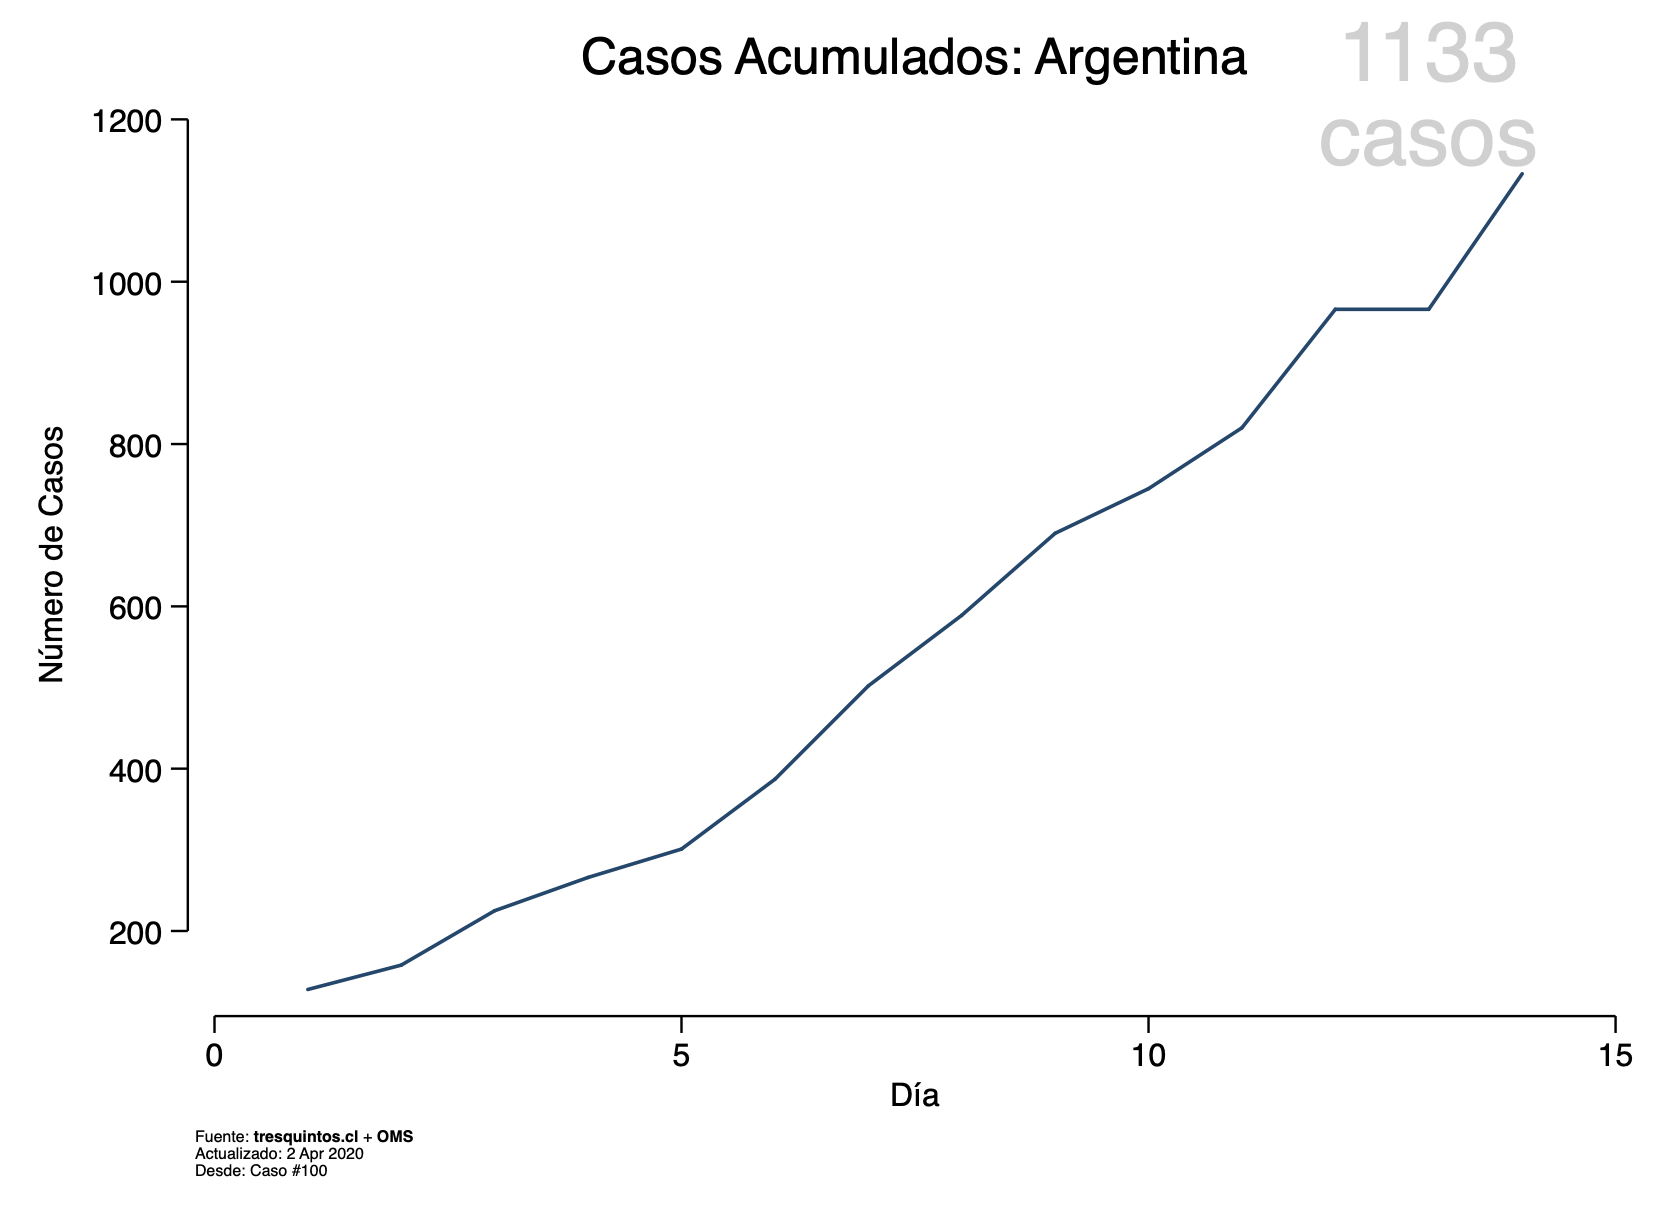 Casos Acumulados: Argentina
1133
casos
1200
1000
800
600
400
200
Número de Casos
0 5 10 15
Día
Fuente: tresquintos.cl + OMS
Actualizado: 2 Apr 2020
Desde: Caso #100